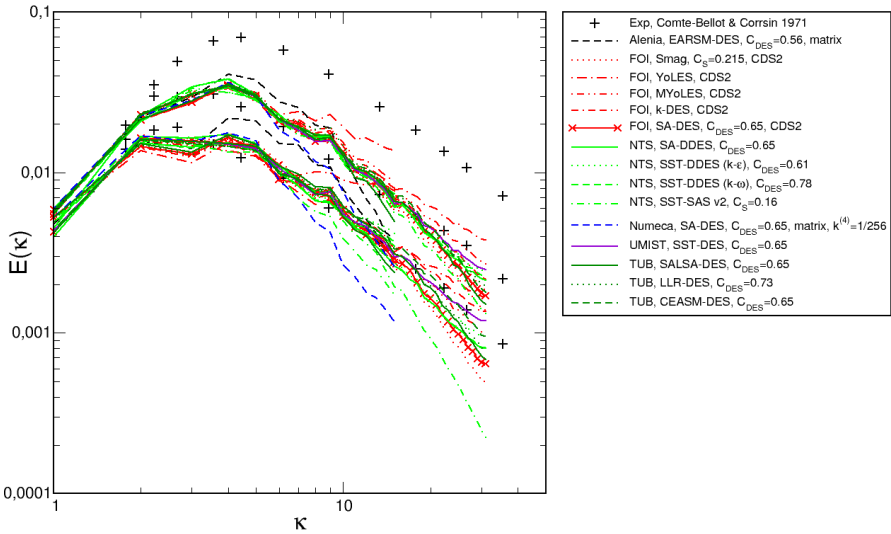 0,1
0,01
0,001
0,0001
E(κ)
1
10
κ
Exp, Comte-Bellot & Corrsin 1971
Alenia, EARSM-DES, C_DES=0.56, matrix
FOI, Smag, C_S=0.215, CDS2
FOI, YoLES, CDS2
FOI, MYoLES, CDS2
FOI, k-DES, CDS2
FOI, SA-DES, C_DES=0.65, CDS2
NTS, SA-DDES, C_DES=0.65
NTS, SST-DDES (k-ε), C_DES=0.61
NTS, SST-DDES (k-ω), C_DES=0.78
NTS, SST-SAS v2, C_S=0.16
Numeca, SA-DES, C_DES=0.65, matrix, k^(4)=1/256
UMIST, SST-DES, C_DES=0.65
TUB, SALSA-DES, C_DES=0.65
TUB, LLR-DES, C_DES=0.73
TUB, CEASM-DES, C_DES=0.65